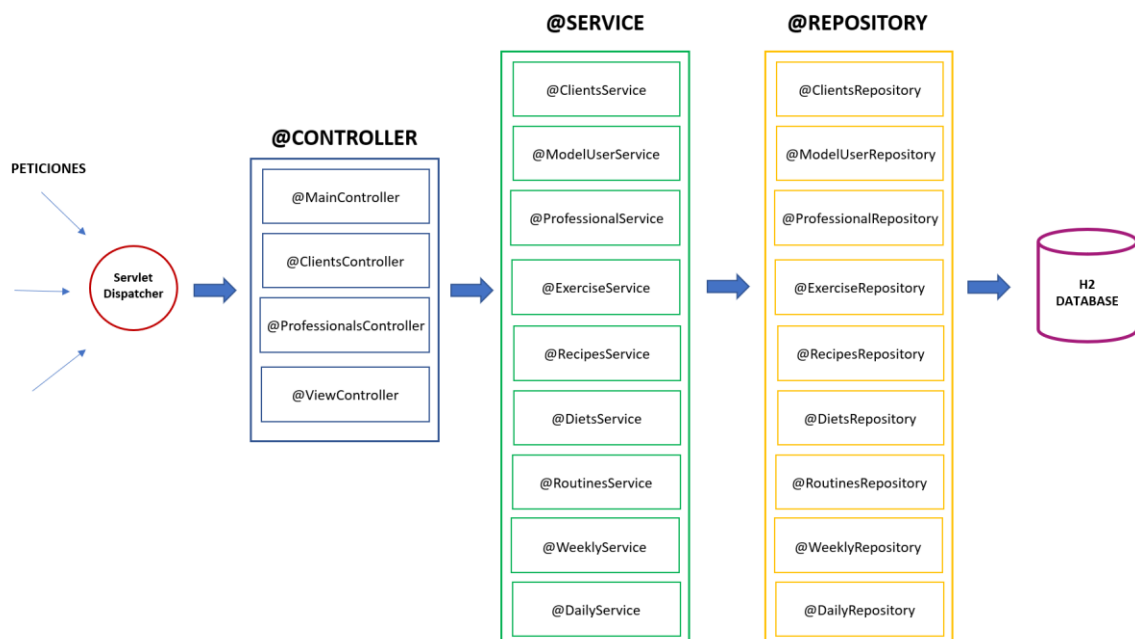 PETICIONES
Servlet
Dispatcher
@CONTROLLER
@MainController
@ClientsController
@ProfessionalsController
@ViewController
@SERVICE
@ClientsService
@ModelUserService
@ProfessionalService
@ExerciseService
@RecipesService
@DietsService
@RoutinesService
@WeeklyService
@DailyService
@REPOSITORY
@ClientsRepository
@ModelUserRepository
@ProfessionalRepository
@ExerciseRepository
@RecipesRepository
@DietsRepository
@RoutinesRepository
@WeeklyRepository
@DailyRepository
H2
DATABASE